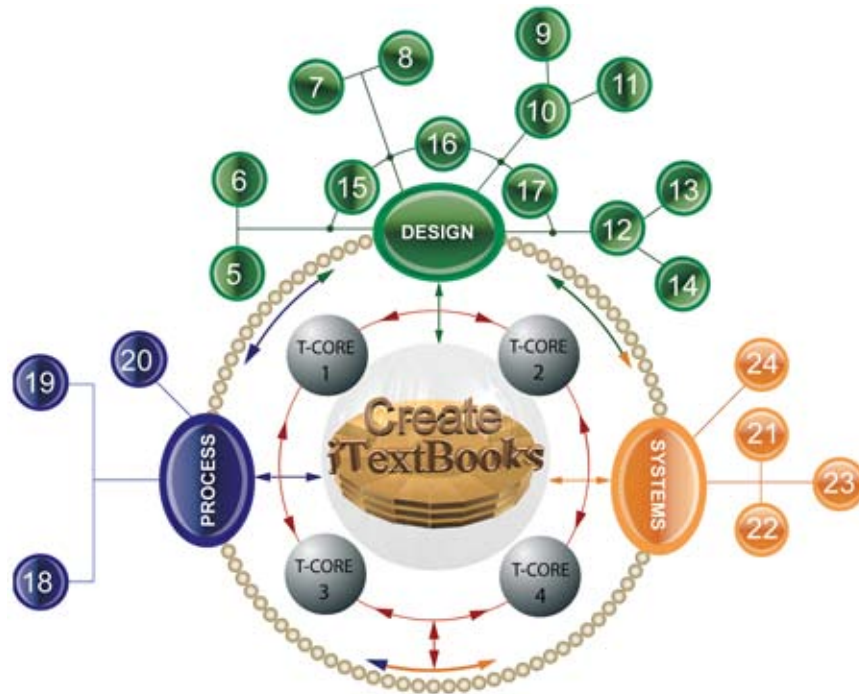 9
8
7
10
11
16
6
15
17
13
12
DESIGN
5
14
T-CORE
1
T-CORE
2
24
20
19
Create
iTextBooks
21
23
PROCESS
SYSTEMS
22
T-CORE
3
T-CORE
4
18